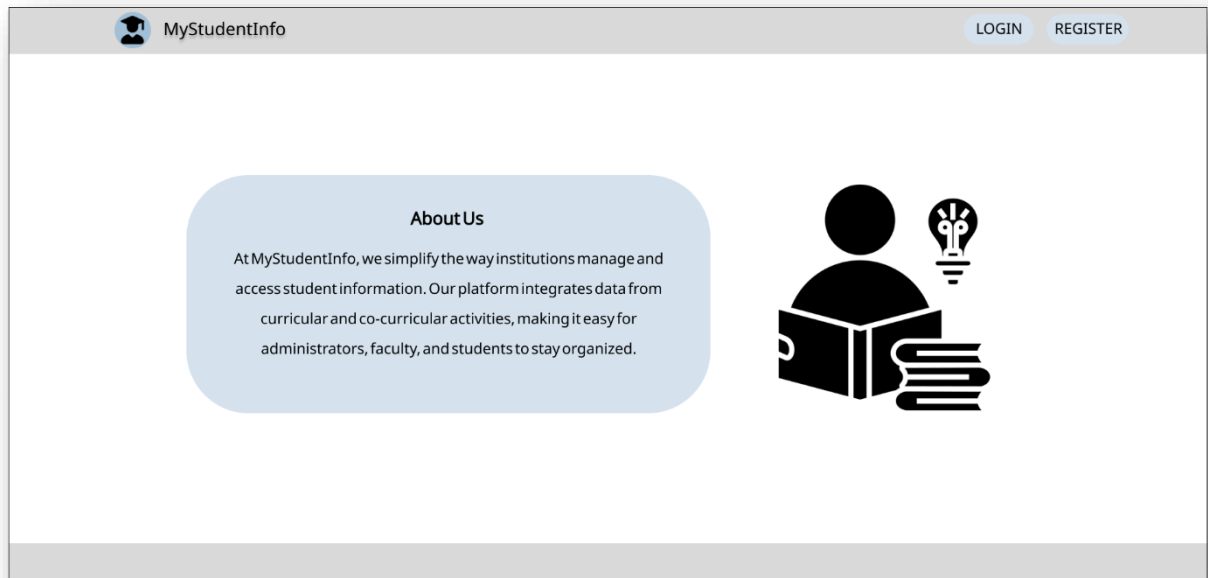 MyStudentInfo
LOGIN
REGISTER
About Us
At MyStudentInfo, we simplify the way institutions manage and
access student information. Our platform integrates data from
curricular and co-curricular activities, making it easy for
administrators, faculty, and students to stay organized.